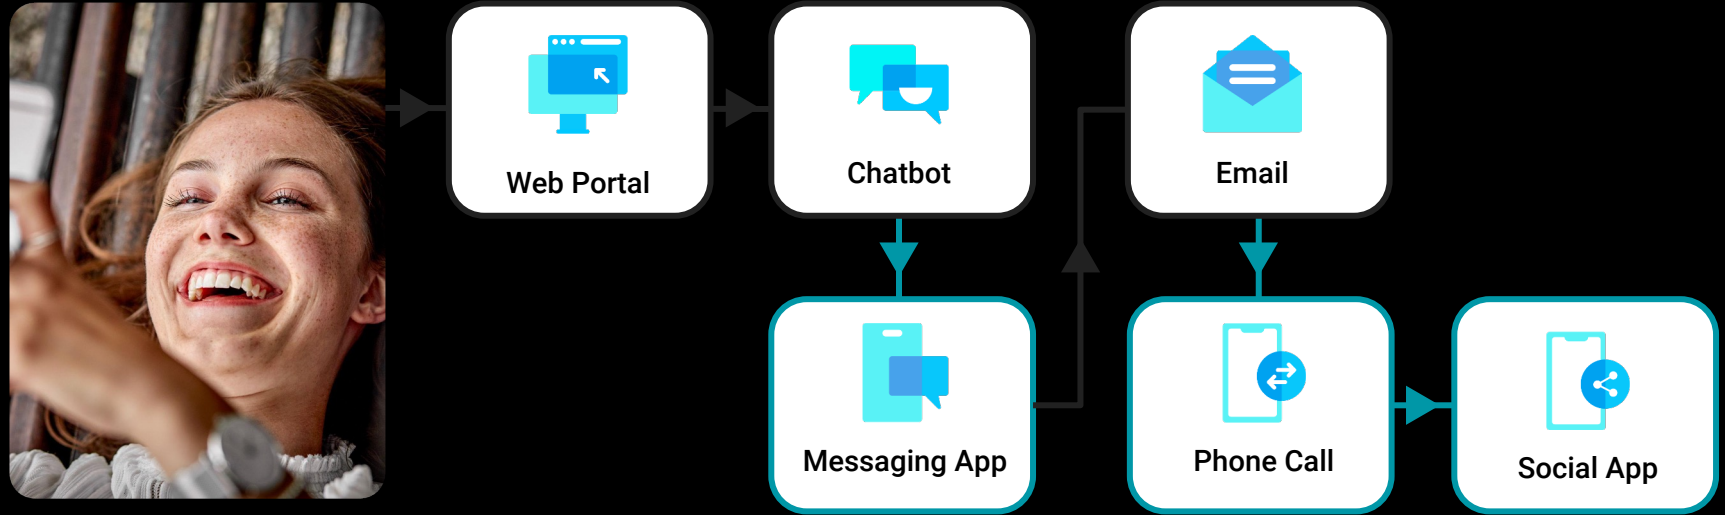 Web Portal
Chatbot
Email
Messaging App
Phone Call
Social App